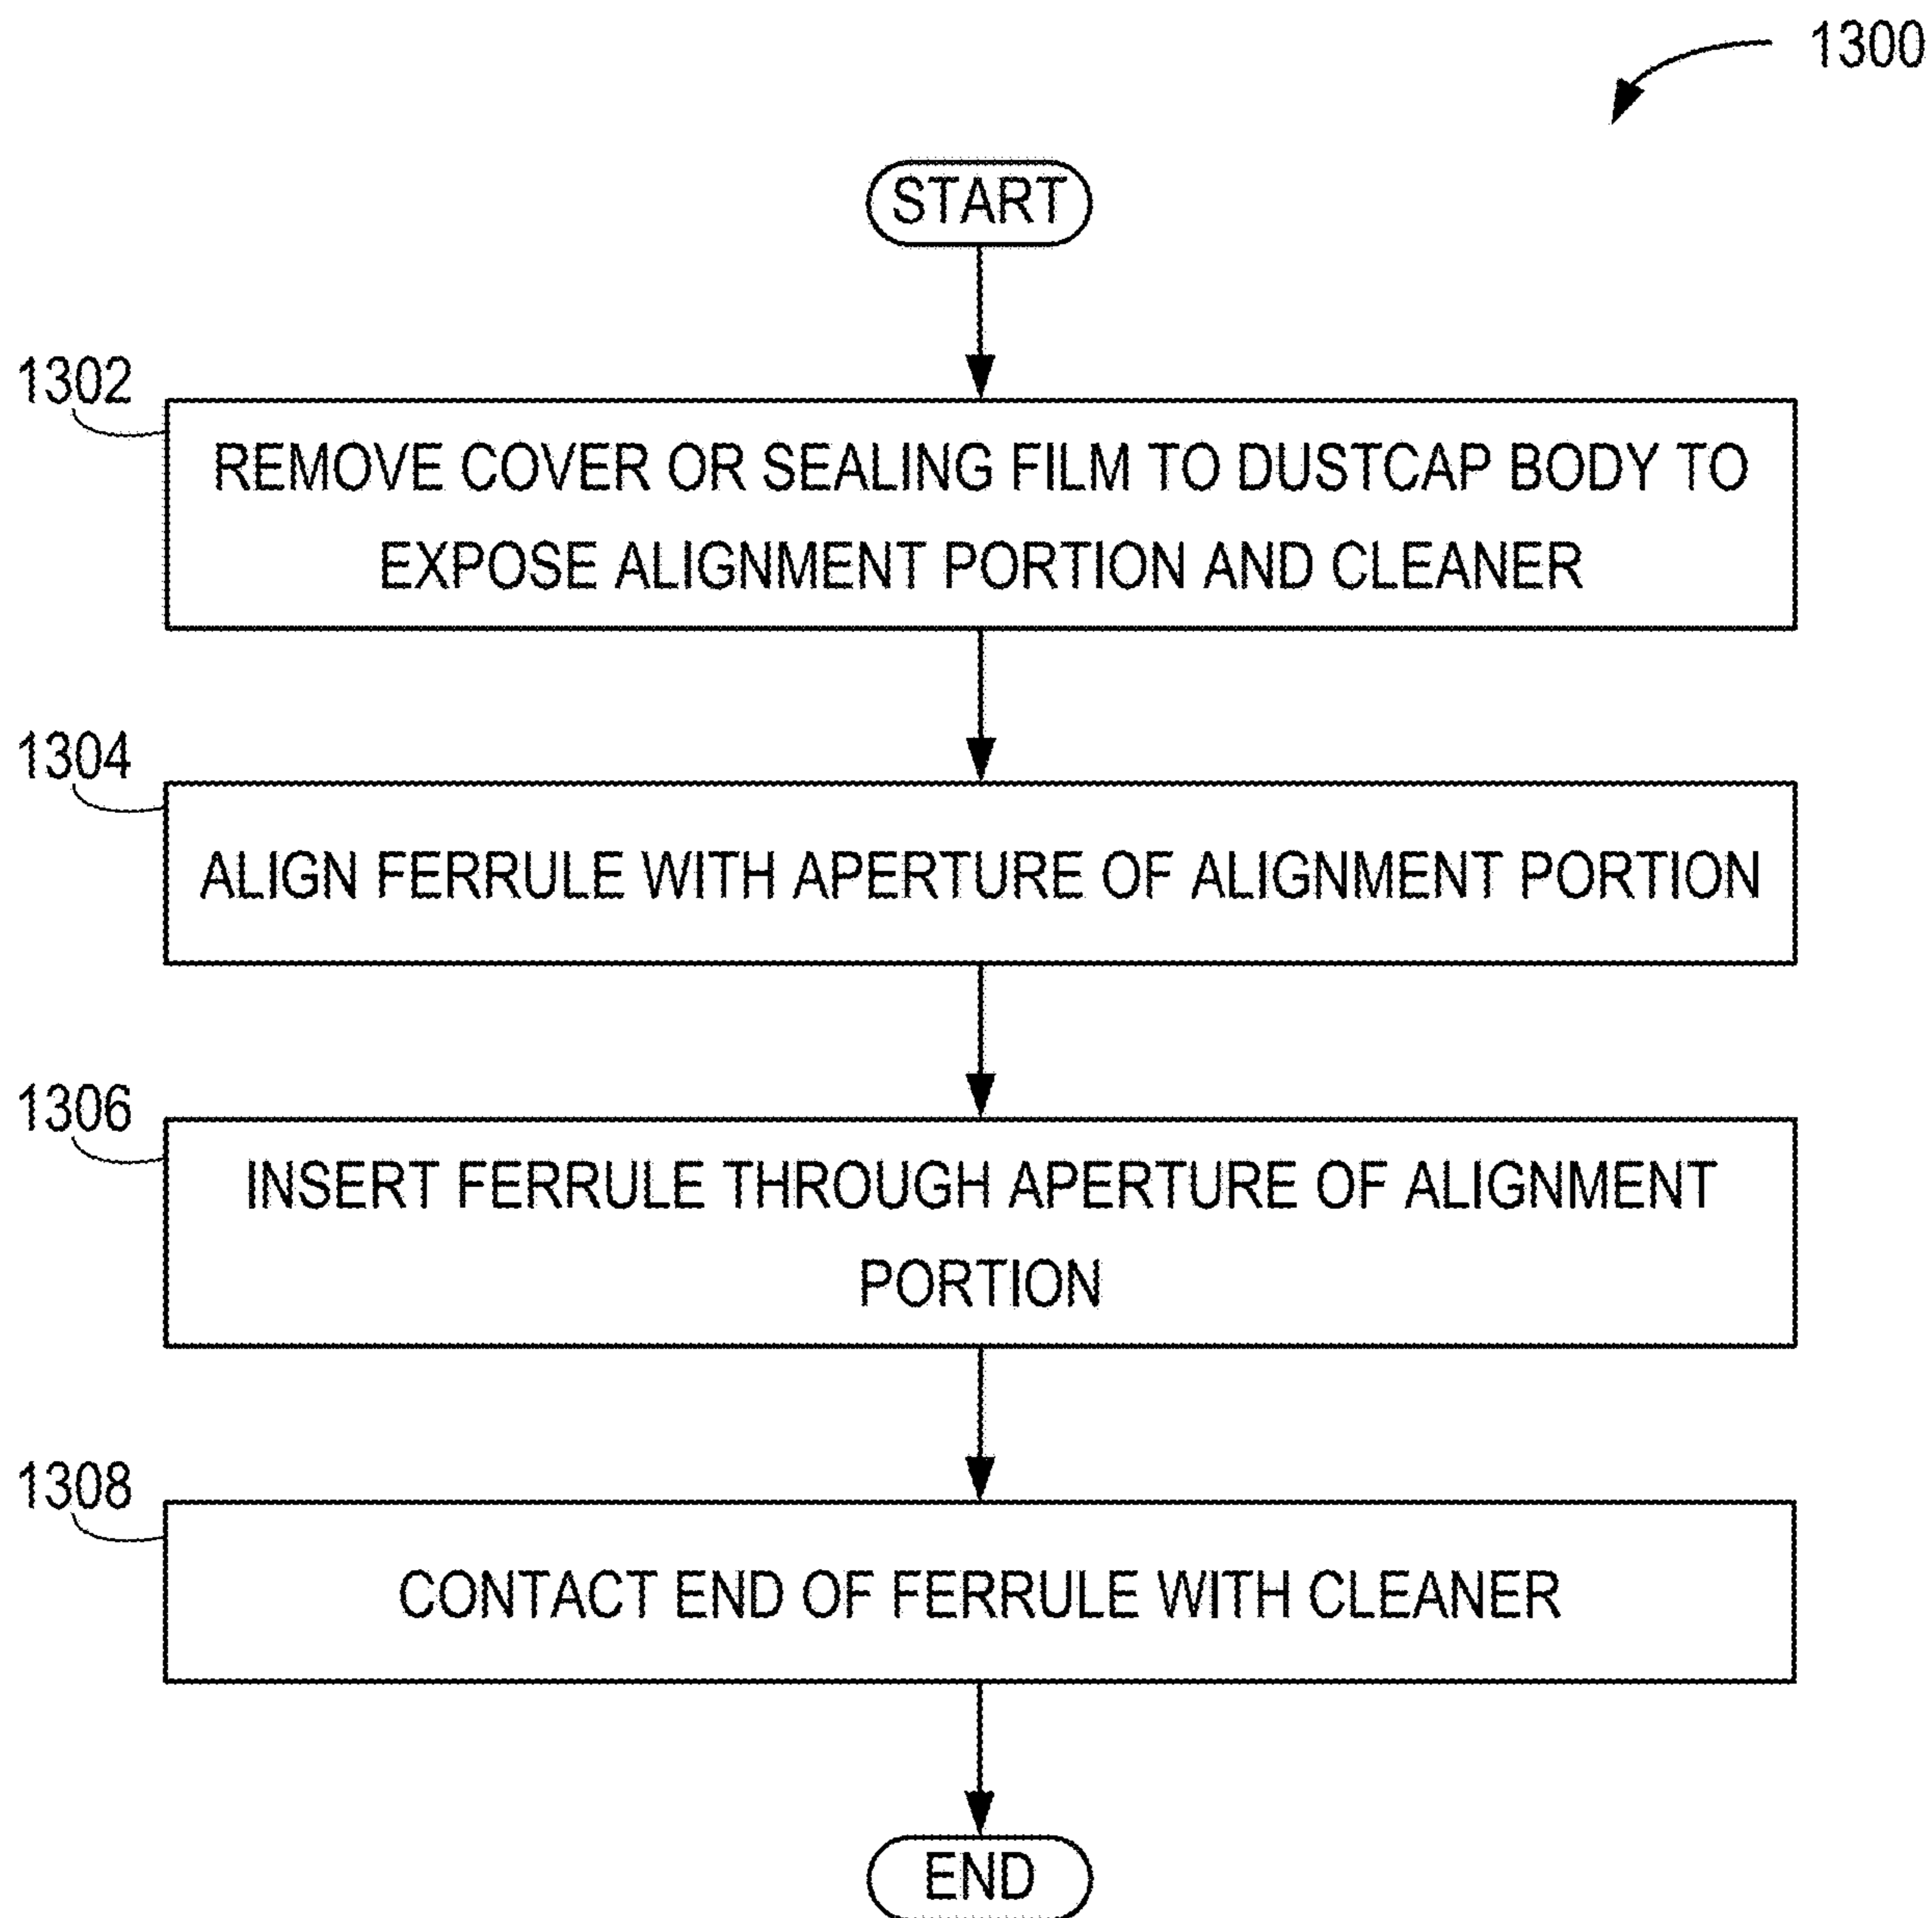 1300
START
1302
REMOVE COVER OR SEALING FILM TO DUSTCAP BODY TO
EXPOSE ALIGNMENT PORTION AND CLEANER
1304
ALIGN FERRULE WITH APERTURE OF ALIGNMENT PORTION
1306
INSERT FERRULE THROUGH APERTURE OF ALIGNMENT
PORTION
1308
CONTACT END OF FERRULE WITH CLEANER
END